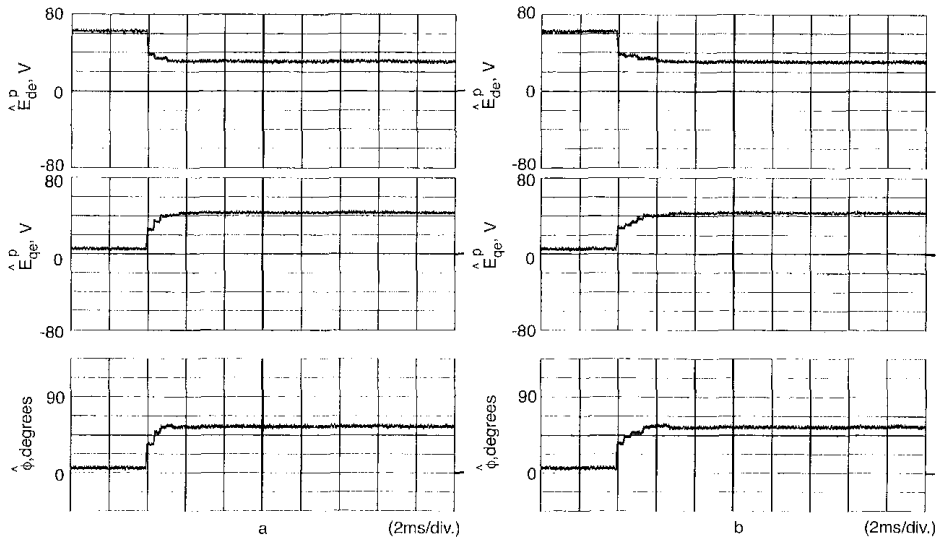 80
0
-80
Ê^p_de, V
80
0
-80
Ê^p_qe, V
90
0
φ̂,degrees
a
(2ms/div.)
80
0
-80
Ê^p_de, V
80
0
-80
Ê^p_qe, V
90
0
φ̂,degrees
b
(2ms/div.)